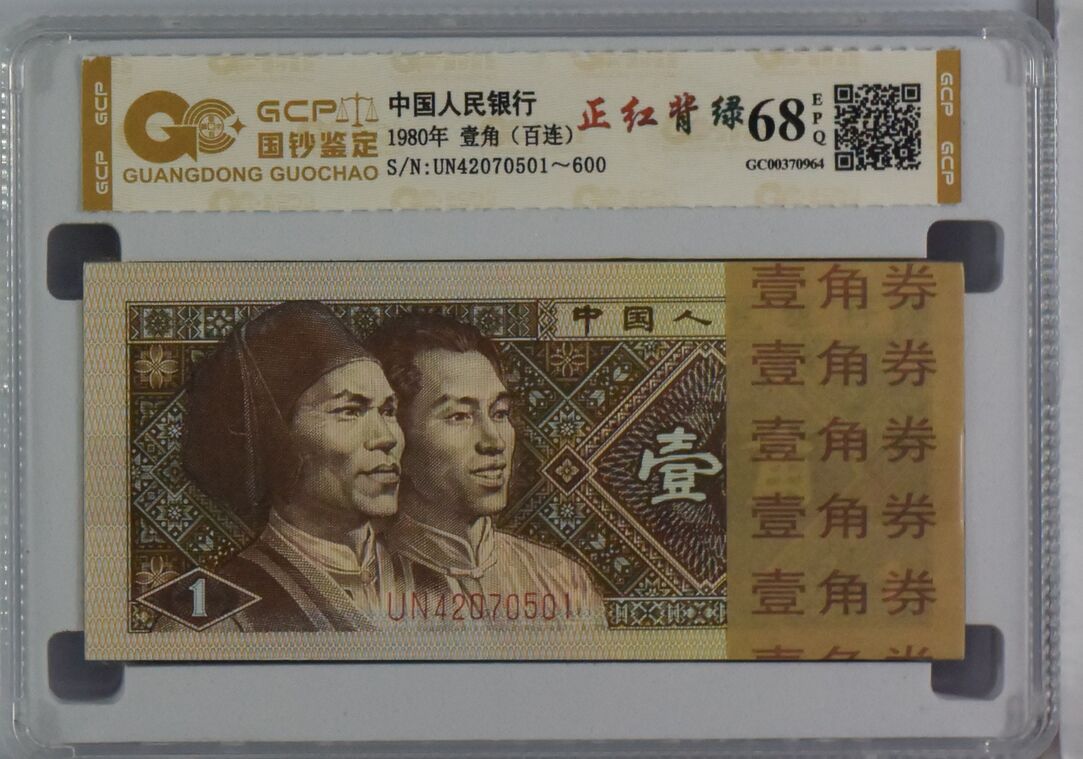 GCP
GCP
GCP
国钞鉴定
GUANGDONG GUOCHAO
中国人民银行
1980年 壹角（百连）
S/N:UN42070501～600
正红背绿
68
EPQ
GC00370964
GCP
GCP
中国人
壹
1
UN42070501
壹角券
壹角券
壹角券
壹角券
壹角券